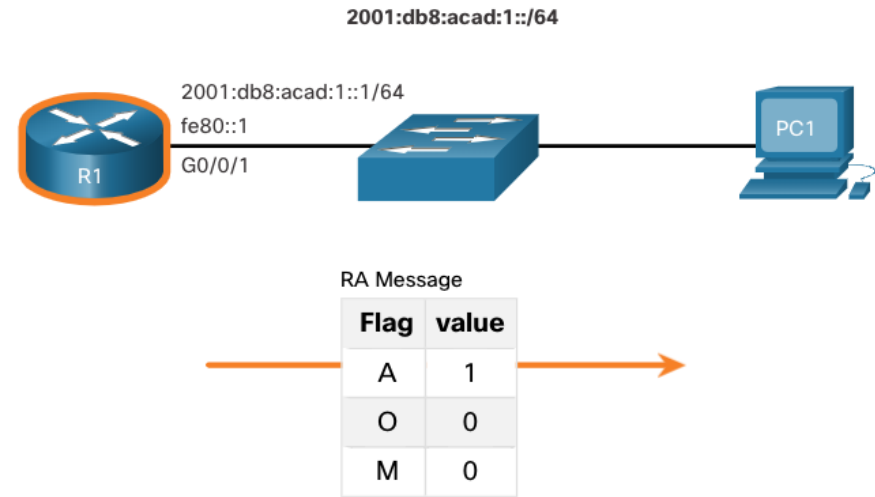 2001:db8:acad:1::/64
2001:db8:acad:1::1/64
fe80::1
G0/0/1
R1
PC1
RA Message
Flag value
A 1
O 0
M 0